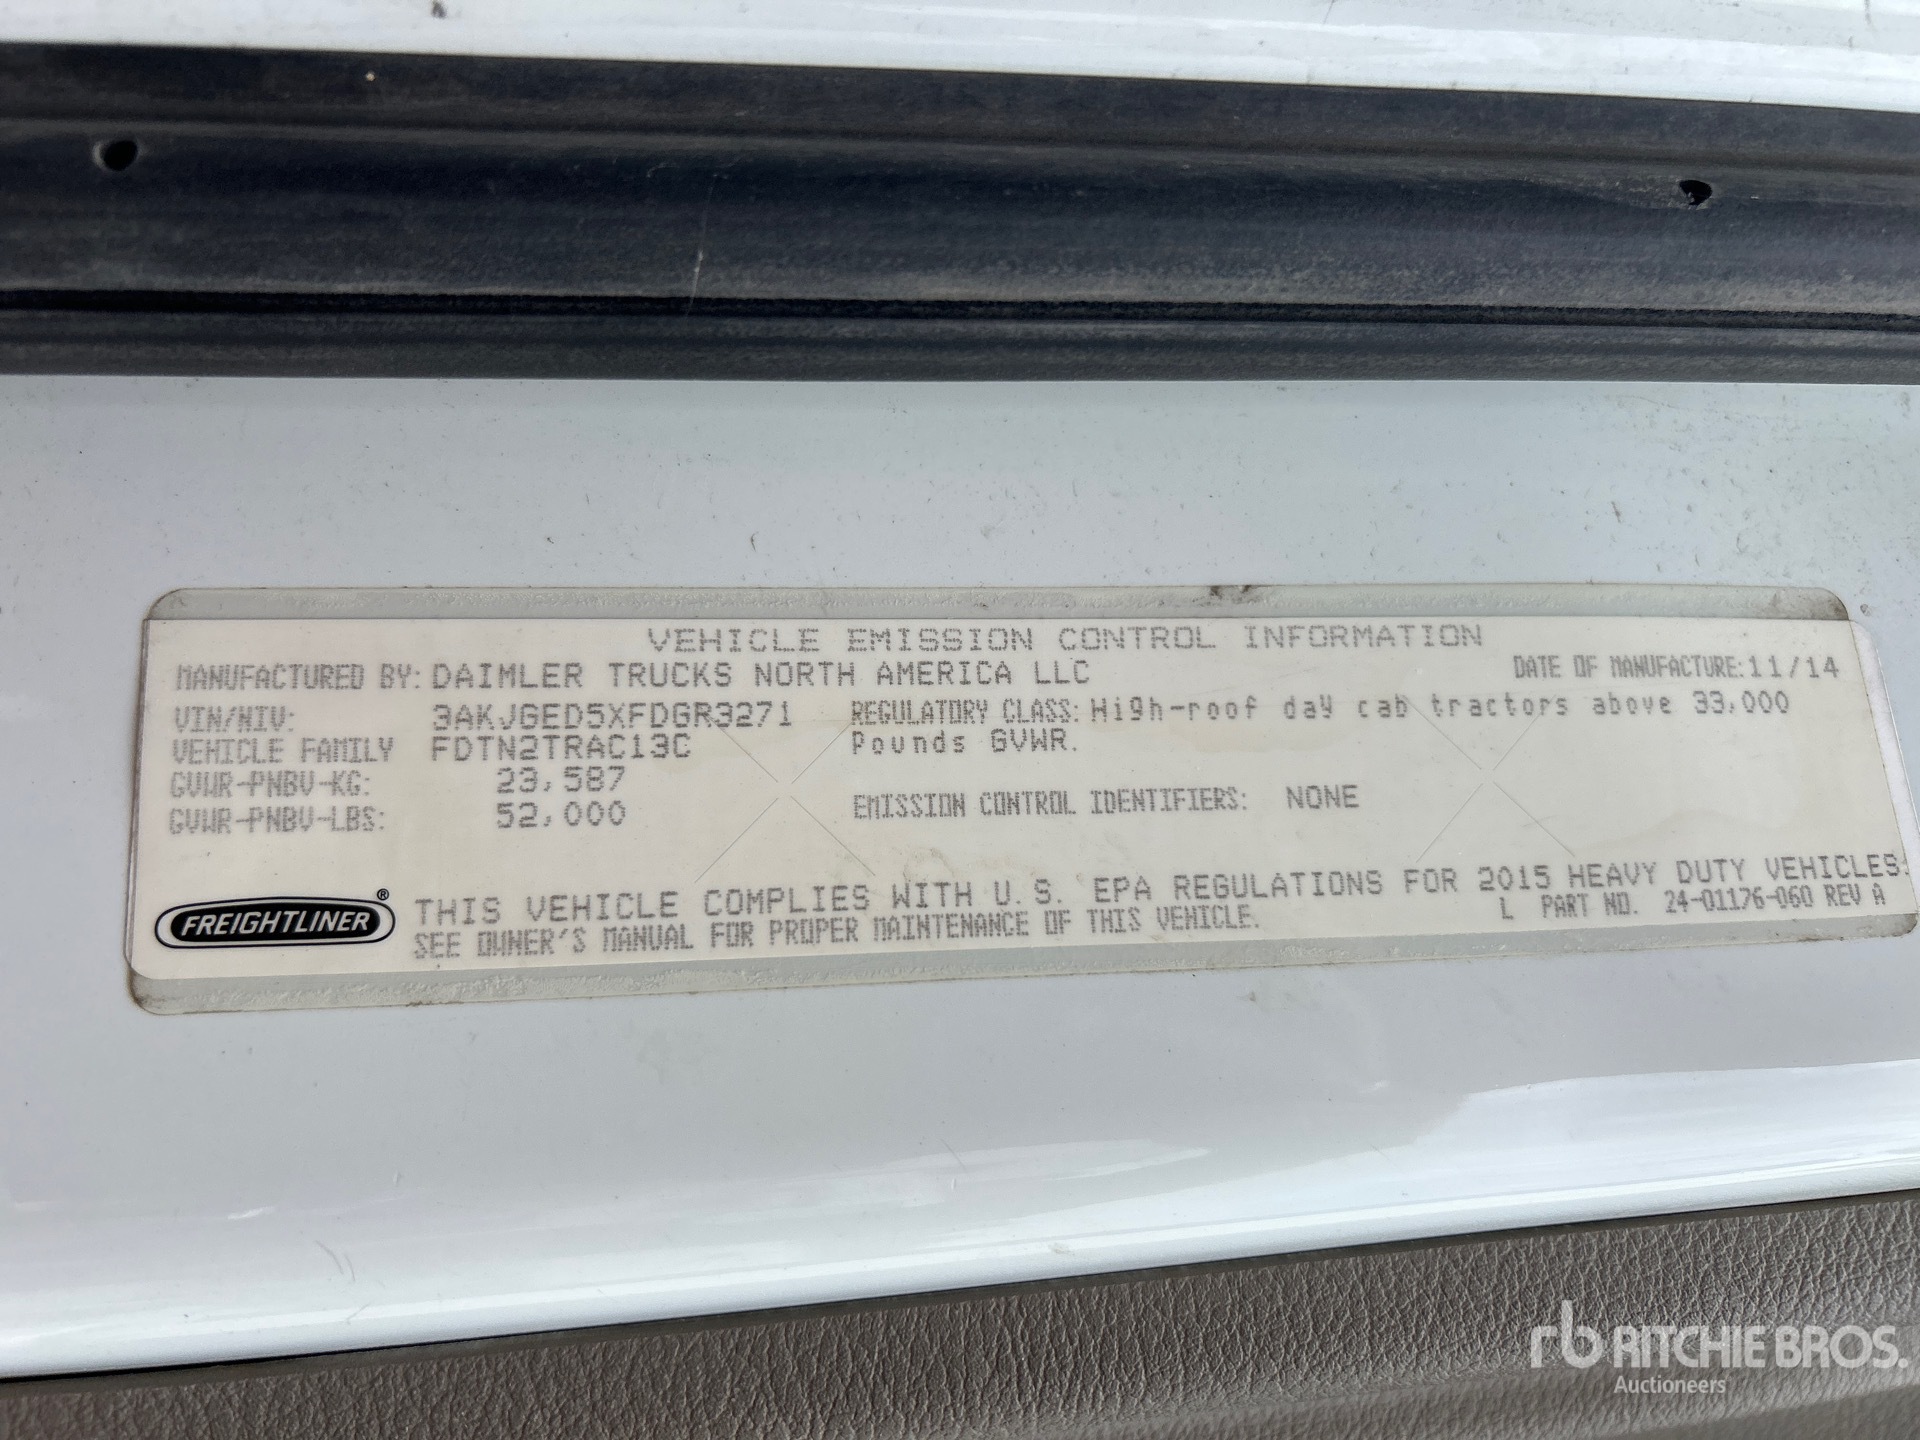 VEHICLE EMISSION CONTROL INFORMATION
MANUFACTURED BY: DAIMLER TRUCKS NORTH AMERICA LLC DATE OF MANUFACTURE: 11/14
VIN/NIV: 3AKJGED5XFDGR3271 REGULATORY CLASS: High-roof day cab tractors above 33,000
VEHICLE FAMILY FDTN2TRAC13C Pounds GVWR.
GVWR-PNBV-KG: 23,587
GVWR-PNBV-LBS: 52,000 EMISSION CONTROL IDENTIFIERS: NONE
FREIGHTLINER®
THIS VEHICLE COMPLIES WITH U.S. EPA REGULATIONS FOR 2015 HEAVY DUTY VEHICLES.
SEE OWNER'S MANUAL FOR PROPER MAINTENANCE OF THIS VEHICLE. L PART NO. 24-01176-060 REV A
rb RITCHIE BROS.
Auctioneers